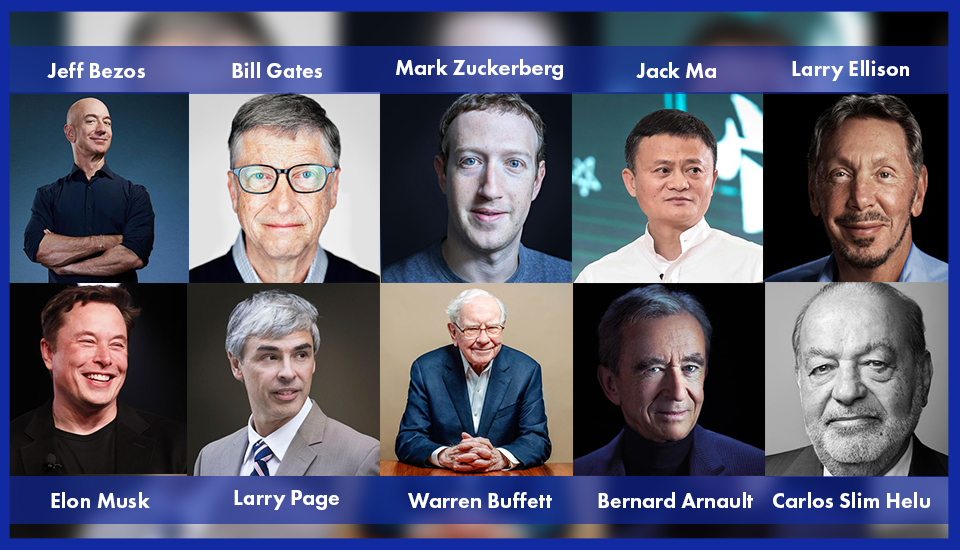 Jeff Bezos
Bill Gates
Mark Zuckerberg
Jack Ma
Larry Ellison
Elon Musk
Larry Page
Warren Buffett
Bernard Arnault
Carlos Slim Helu